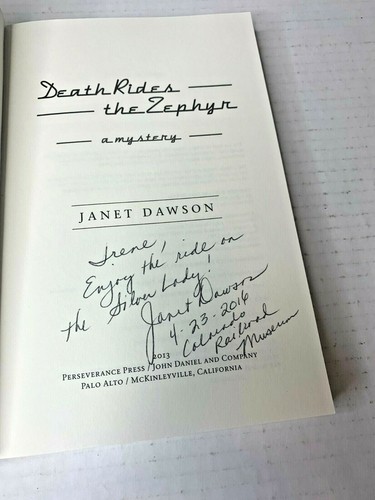 Death Rides
the Zephyr
a mystery
JANET DAWSON
Irene,
Enjoy the ride on
the Silver Lady!
Janet Dawson
4.23.2016
Colorado
Railroad
Museum
2013
PERSEVERANCE PRESS / JOHN DANIEL AND COMPANY
PALO ALTO / MCKINLEYVILLE, CALIFORNIA